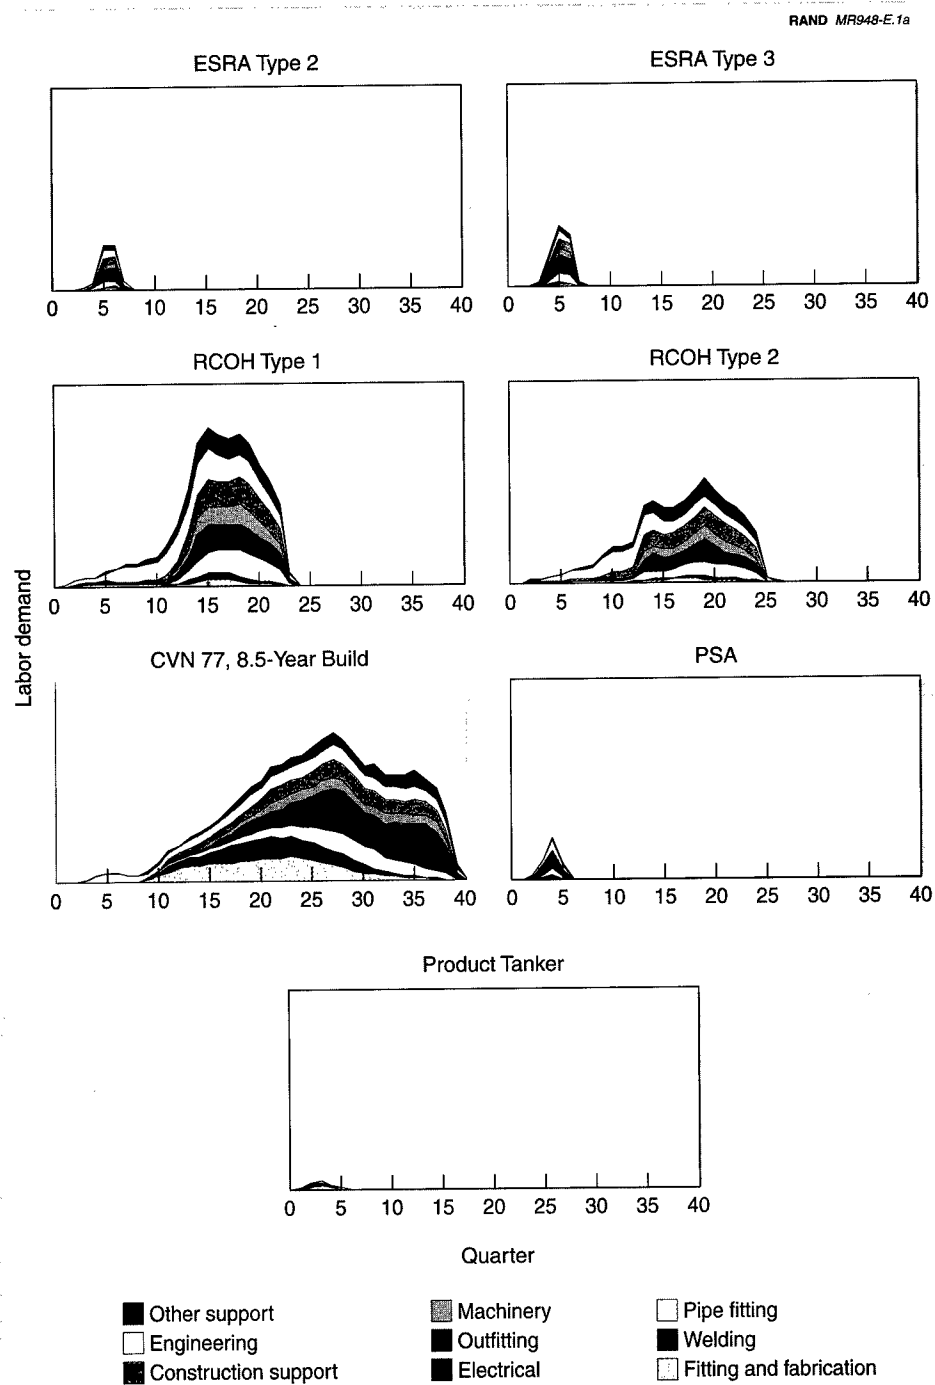 RAND MR948-E.1a
ESRA Type 2
ESRA Type 3
0 5 10 15 20 25 30 35 40
0 5 10 15 20 25 30 35 40
RCOH Type 1
RCOH Type 2
0 5 10 15 20 25 30 35 40
0 5 10 15 20 25 30 35 40
Labor demand
CVN 77, 8.5-Year Build
PSA
0 5 10 15 20 25 30 35 40
0 5 10 15 20 25 30 35 40
Product Tanker
0 5 10 15 20 25 30 35 40
Quarter
Other support
Engineering
Construction support
Machinery
Outfitting
Electrical
Pipe fitting
Welding
Fitting and fabrication